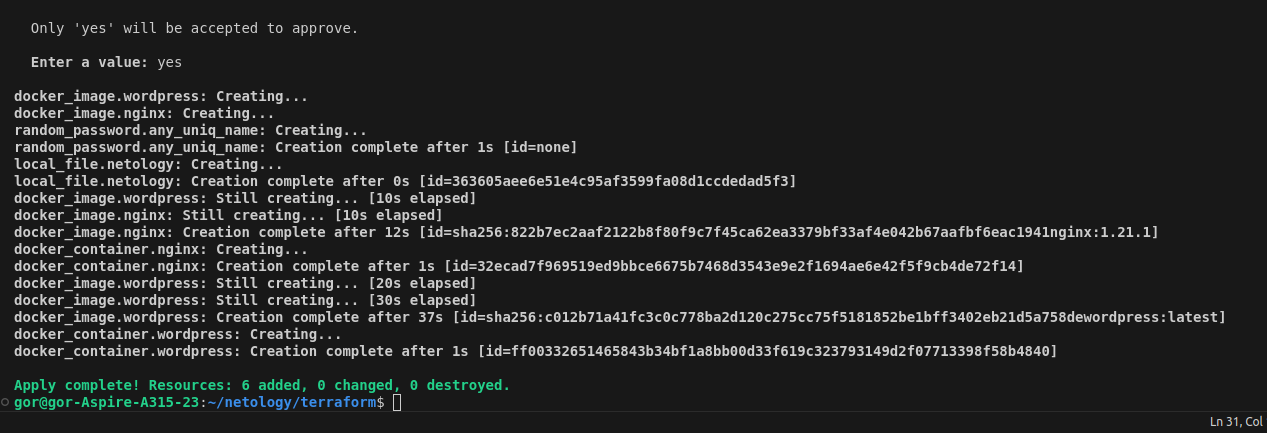 Only 'yes' will be accepted to approve.
Enter a value: yes
docker_image.wordpress: Creating...
docker_image.nginx: Creating...
random_password.any_uniq_name: Creating...
random_password.any_uniq_name: Creation complete after 1s [id=none]
local_file.netology: Creating...
local_file.netology: Creation complete after 0s [id=363605aee6e51e4c95af3599fa08d1ccdedad5f3]
docker_image.wordpress: Still creating... [10s elapsed]
docker_image.nginx: Still creating... [10s elapsed]
docker_image.nginx: Creation complete after 12s [id=sha256:822b7ec2aaf2122b8f80f9c7f45ca62ea3379bf33af4e042b67aafbf6eac1941nginx:1.21.1]
docker_container.nginx: Creating...
docker_container.nginx: Creation complete after 1s [id=32ecad7f969519ed9bbce6675b7468d3543e9e2f1694ae6e42f5f9cb4de72f14]
docker_image.wordpress: Still creating... [20s elapsed]
docker_image.wordpress: Still creating... [30s elapsed]
docker_image.wordpress: Creation complete after 37s [id=sha256:c012b71a41fc3c0c778ba2d120c275cc75f5181852be1bff3402eb21d5a758dewordpress:latest]
docker_container.wordpress: Creating...
docker_container.wordpress: Creation complete after 1s [id=ff00332651465843b34bf1a8bb00d33f619c323793149d2f07713398f58b4840]
Apply complete! Resources: 6 added, 0 changed, 0 destroyed.
gor@gor-Aspire-A315-23:~/netology/terraform$
Ln 31, Col